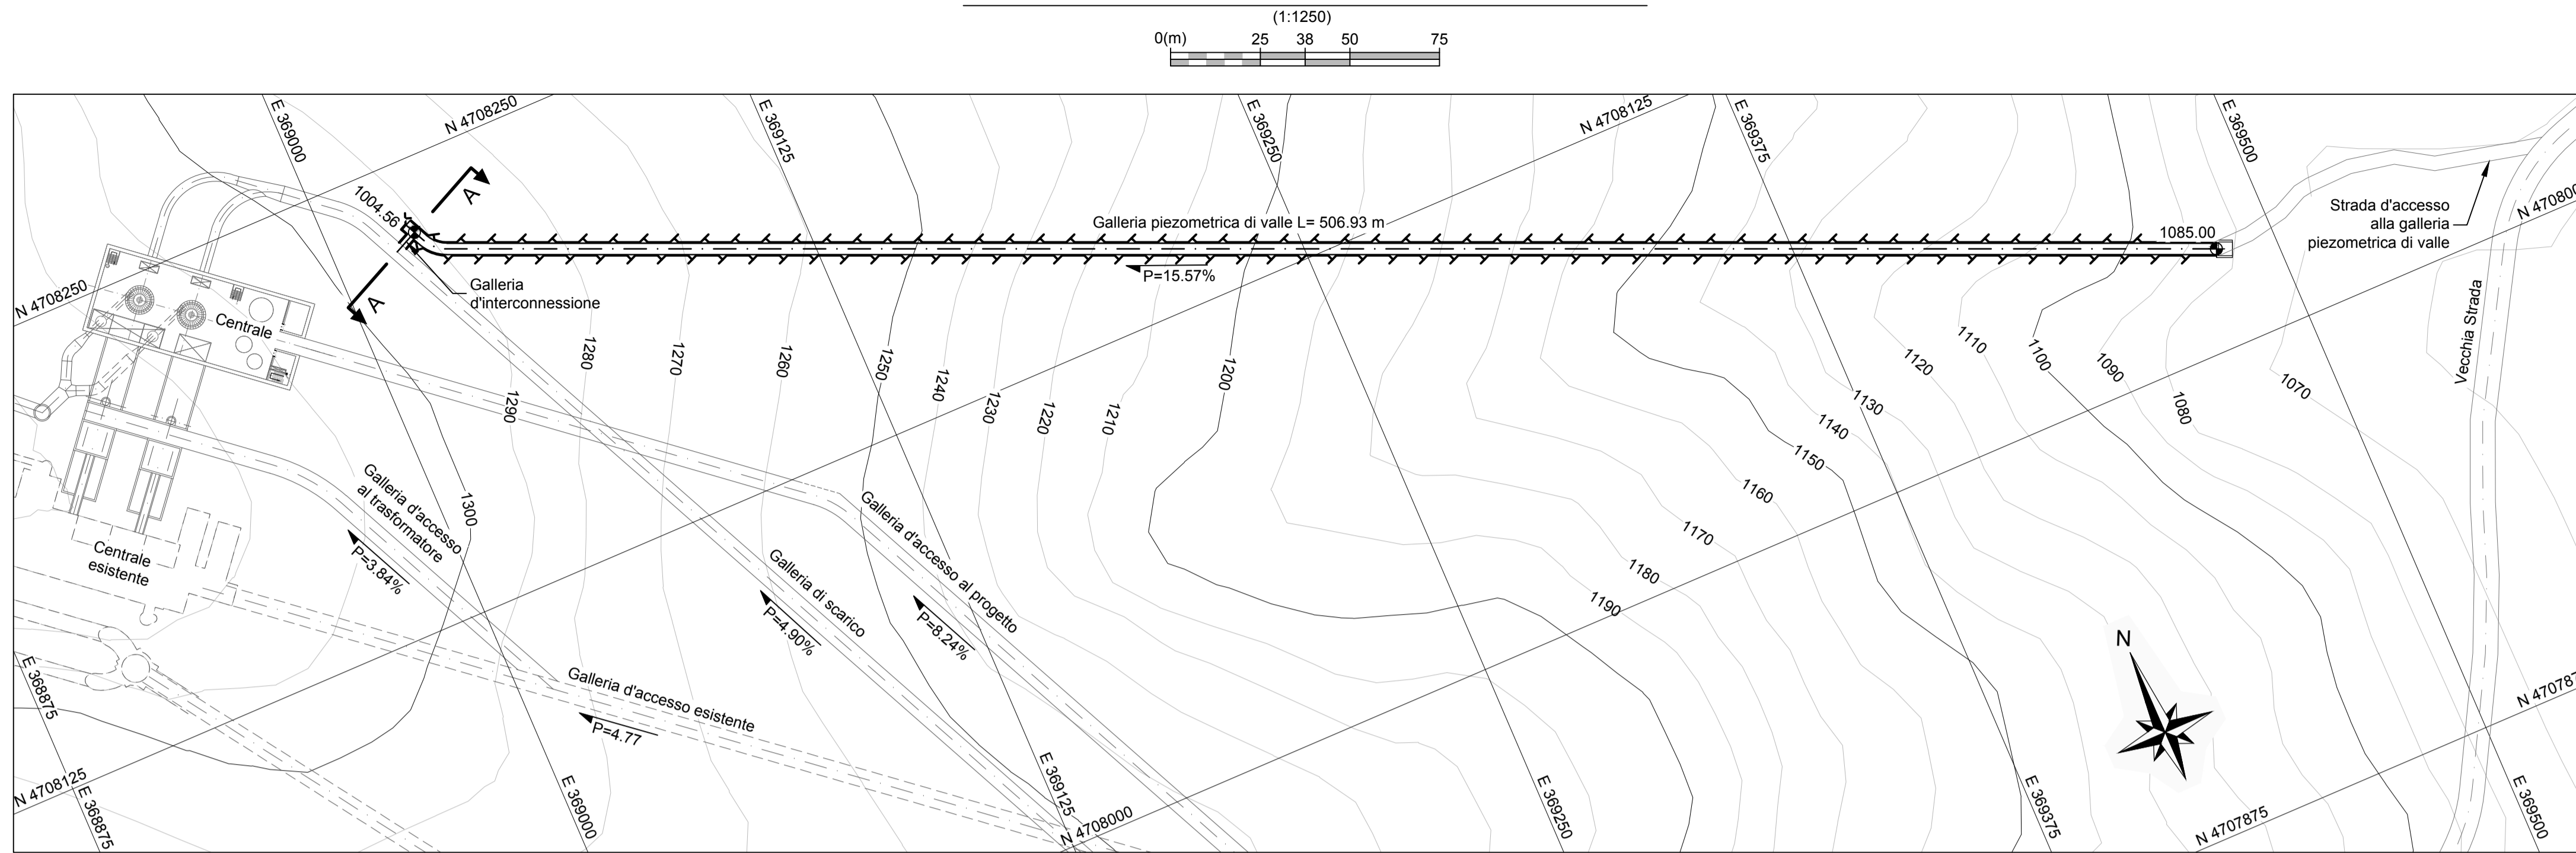 (1:1250)
0(m) 25 38 50 75
E 369000
N 4708250
E 369125
E 369250
N 4708125
E 369375
E 369500
1004.56
A
Galleria piezometrica di valle L= 506.93 m
1085.00
Strada d'accesso
alla galleria
piezometrica di valle
P=15.57%
Galleria
d'interconnessione
A
N 4708250
Centrale
Vecchia Strada
1290
1280
1270
1260
1250
1240
1230
1220
1210
1200
1190
1180
1170
1160
1150
1140
1130
1120
1110
1100
1090
1080
1070
1300
Galleria d'accesso
al trasformatore
P=3.84%
Centrale
esistente
Galleria di scarico
P=4.90%
Galleria d'accesso al progetto
P=8.24%
Galleria d'accesso esistente
P=4.77
N
E 368875
N 4708125
E 368875
E 369000
E 369125
N 4708000
E 369250
E 369375
N 4707875
E 369500